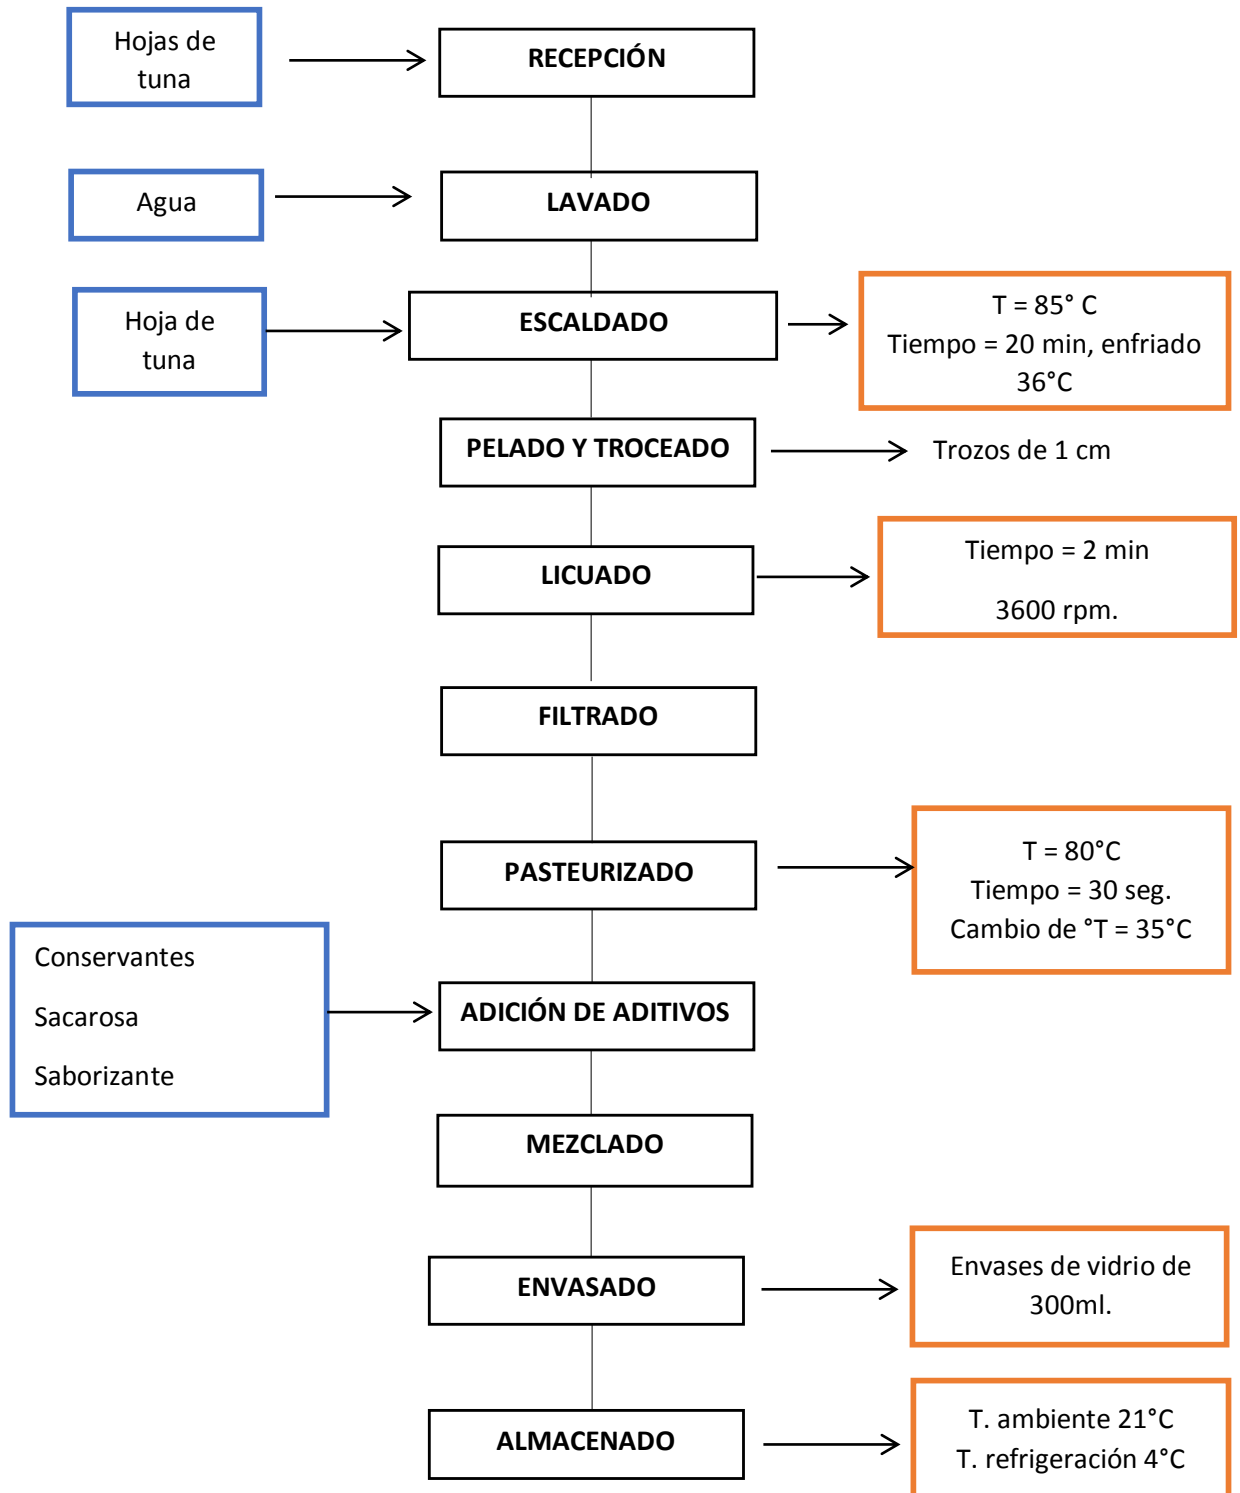 Hojas de
tuna
RECEPCIÓN
Agua
LAVADO
Hoja de
tuna
ESCALDADO
T = 85° C
Tiempo = 20 min, enfriado
36°C
PELADO Y TROCEADO
Trozos de 1 cm
LICUADO
Tiempo = 2 min
3600 rpm.
FILTRADO
PASTEURIZADO
T = 80°C
Tiempo = 30 seg.
Cambio de °T = 35°C
Conservantes
Sacarosa
Saborizante
ADICIÓN DE ADITIVOS
MEZCLADO
ENVASADO
Envases de vidrio de
300ml.
ALMACENADO
T. ambiente 21°C
T. refrigeración 4°C